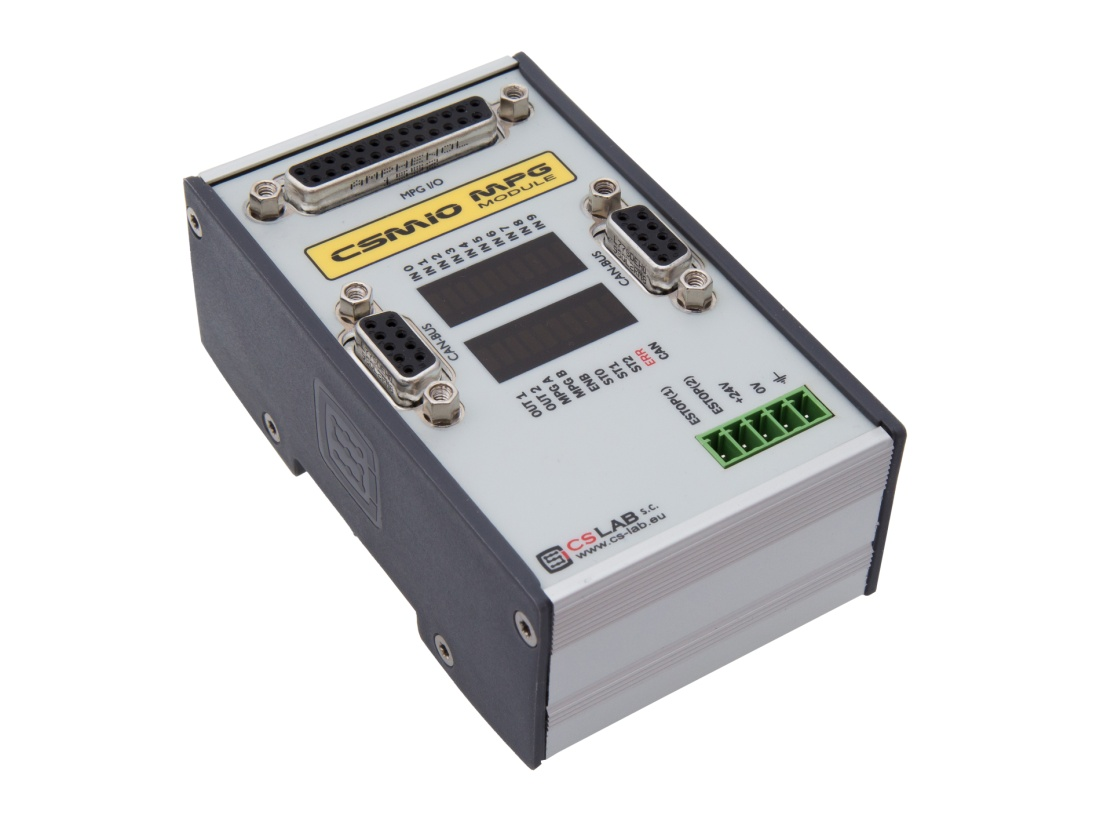 MPG I/O
CSMIO MPG
MODULE
IN 0
IN 1
IN 2
IN 3
IN 4
IN 5
IN 6
IN 7
IN 8
IN 9
CAN-BUS
CAN-BUS
OUT 1
OUT 2
MPG A
MPG B
ENB
ST0
ST1
ST2
ERR
CAN
ESTOP(1)
ESTOP(2)
+24V
0V
CSLAB s.c.
www.cs-lab.eu